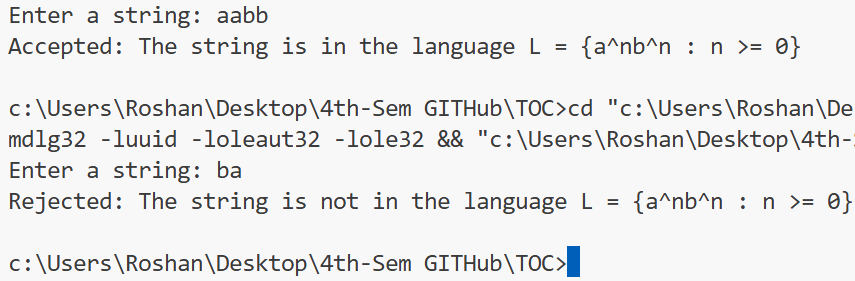 Enter a string: aabb
Accepted: The string is in the language L = {a^nb^n : n >= 0}
c:\Users\Roshan\Desktop\4th-Sem GITHub\TOC>cd "c:\Users\Roshan\De
mdlg32 -luuid -loleaut32 -lole32 && "c:\Users\Roshan\Desktop\4th-
Enter a string: ba
Rejected: The string is not in the language L = {a^nb^n : n >= 0}
c:\Users\Roshan\Desktop\4th-Sem GITHub\TOC>